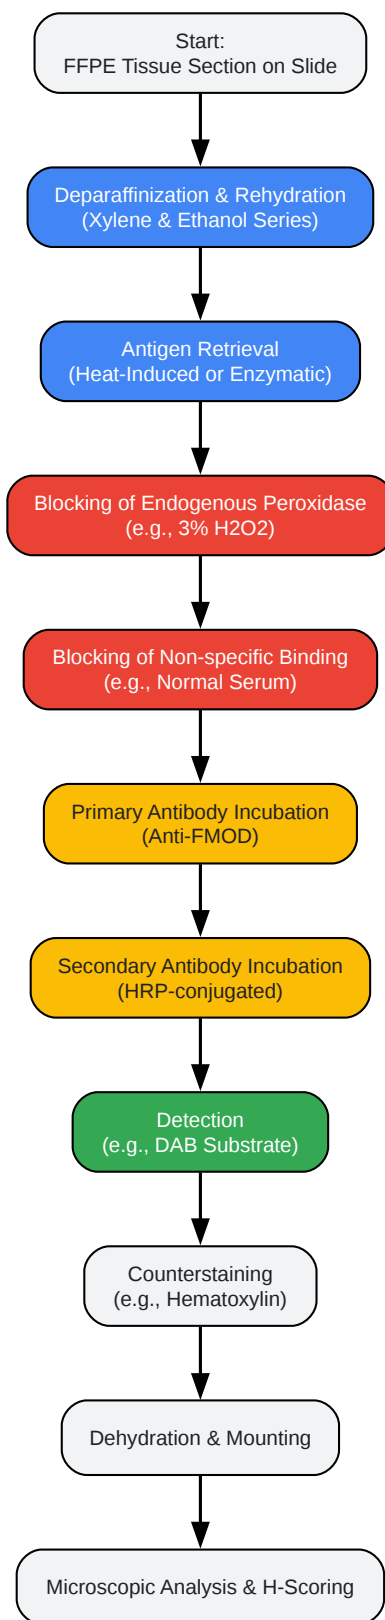 Start:
FFPE Tissue Section on Slide
Deparaffinization & Rehydration
(Xylene & Ethanol Series)
Antigen Retrieval
(Heat-Induced or Enzymatic)
Blocking of Endogenous Peroxidase
(e.g., 3% H2O2)
Blocking of Non-specific Binding
(e.g., Normal Serum)
Primary Antibody Incubation
(Anti-FMOD)
Secondary Antibody Incubation
(HRP-conjugated)
Detection
(e.g., DAB Substrate)
Counterstaining
(e.g., Hematoxylin)
Dehydration & Mounting
Microscopic Analysis & H-Scoring